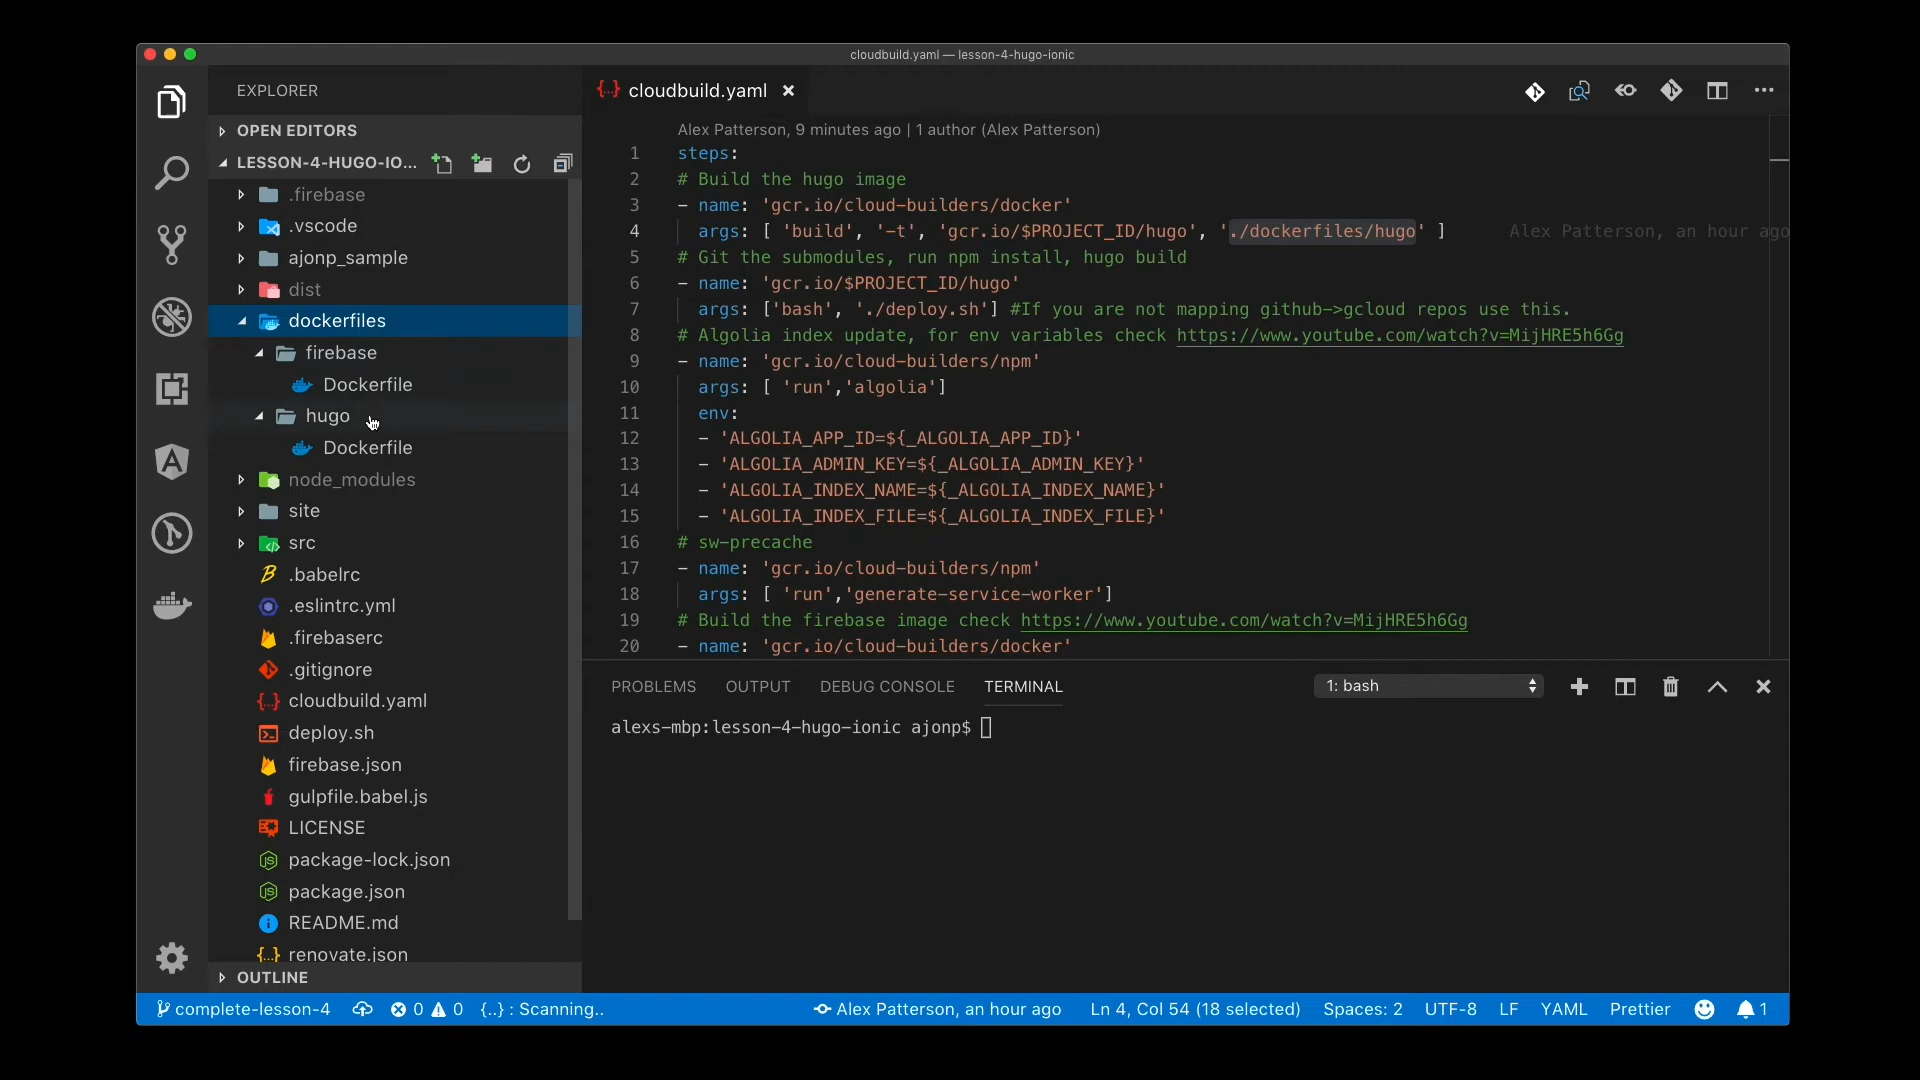 cloudbuild.yaml — lesson-4-hugo-ionic
EXPLORER
OPEN EDITORS
LESSON-4-HUGO-IO...
.firebase
.vscode
ajonp_sample
dist
dockerfiles
firebase
Dockerfile
hugo
Dockerfile
node_modules
site
src
.babelrc
.eslintrc.yml
.firebaserc
.gitignore
cloudbuild.yaml
deploy.sh
firebase.json
gulpfile.babel.js
LICENSE
package-lock.json
package.json
README.md
renovate.json
OUTLINE
cloudbuild.yaml
Alex Patterson, 9 minutes ago | 1 author (Alex Patterson)
1 steps:
2 # Build the hugo image
3 - name: 'gcr.io/cloud-builders/docker'
4 args: [ 'build', '-t', 'gcr.io/$PROJECT_ID/hugo', './dockerfiles/hugo' ] Alex Patterson, an hour ago
5 # Git the submodules, run npm install, hugo build
6 - name: 'gcr.io/$PROJECT_ID/hugo'
7 args: ['bash', './deploy.sh'] #If you are not mapping github->gcloud repos use this.
8 # Algolia index update, for env variables check https://www.youtube.com/watch?v=MijHRE5h6Gg
9 - name: 'gcr.io/cloud-builders/npm'
10 args: [ 'run','algolia']
11 env:
12 - 'ALGOLIA_APP_ID=${_ALGOLIA_APP_ID}'
13 - 'ALGOLIA_ADMIN_KEY=${_ALGOLIA_ADMIN_KEY}'
14 - 'ALGOLIA_INDEX_NAME=${_ALGOLIA_INDEX_NAME}'
15 - 'ALGOLIA_INDEX_FILE=${_ALGOLIA_INDEX_FILE}'
16 # sw-precache
17 - name: 'gcr.io/cloud-builders/npm'
18 args: [ 'run','generate-service-worker']
19 # Build the firebase image check https://www.youtube.com/watch?v=MijHRE5h6Gg
20 - name: 'gcr.io/cloud-builders/docker'
PROBLEMS OUTPUT DEBUG CONSOLE TERMINAL 1: bash
alexs-mbp:lesson-4-hugo-ionic ajonp$
complete-lesson-4 0 0 {..} : Scanning.. Alex Patterson, an hour ago Ln 4, Col 54 (18 selected) Spaces: 2 UTF-8 LF YAML Prettier 1